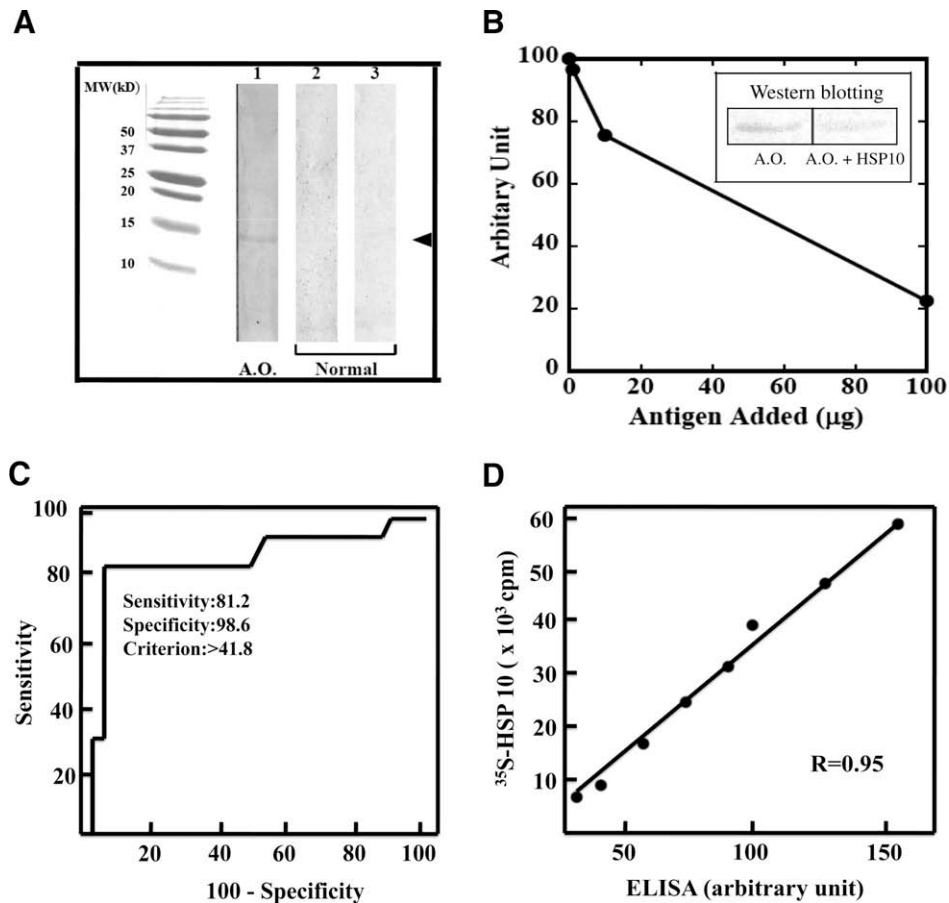 A
MW(kD)
1 2 3
50
37
25
20
15
10
A.O. Normal
B
100
80
60
40
20
0
Arbitary Unit
Western blotting
A.O. A.O. + HSP10
0 20 40 60 80 100
Antigen Added (μg)
C
100
80
60
40
20
Sensitivity
Sensitivity:81.2
Specificity:98.6
Criterion:>41.8
20 40 60 80 100
100 - Specificity
D
60
50
40
30
20
10
³⁵S-HSP 10 ( x 10³ cpm)
R=0.95
50 100 150
ELISA (arbitrary unit)